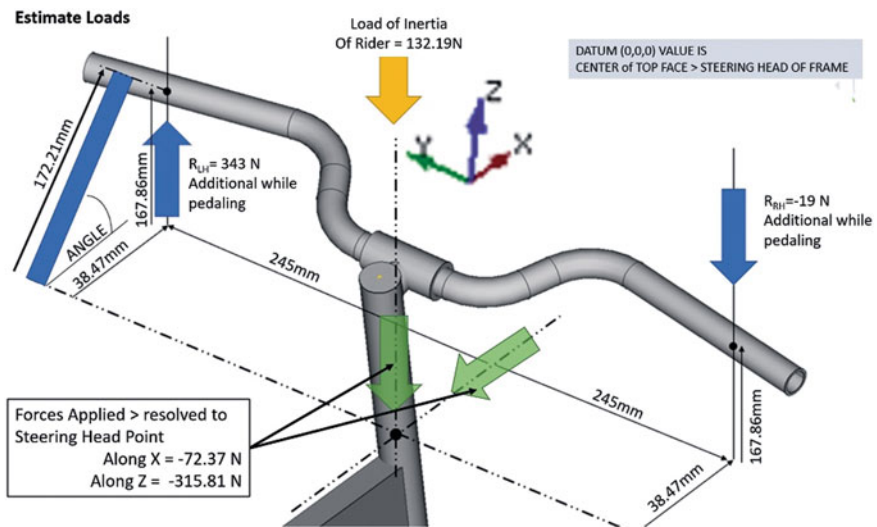 Estimate Loads
Load of Inertia
Of Rider = 132.19N
DATUM (0,0,0) VALUE IS
CENTER of TOP FACE > STEERING HEAD OF FRAME
Z
Y
X
172.21mm
167.86mm
R_LH= 343 N
Additional while
pedaling
ANGLE
38.47mm
245mm
R_RH=-19 N
Additional while
pedaling
245mm
167.86mm
38.47mm
Forces Applied > resolved to
Steering Head Point
Along X = -72.37 N
Along Z = -315.81 N